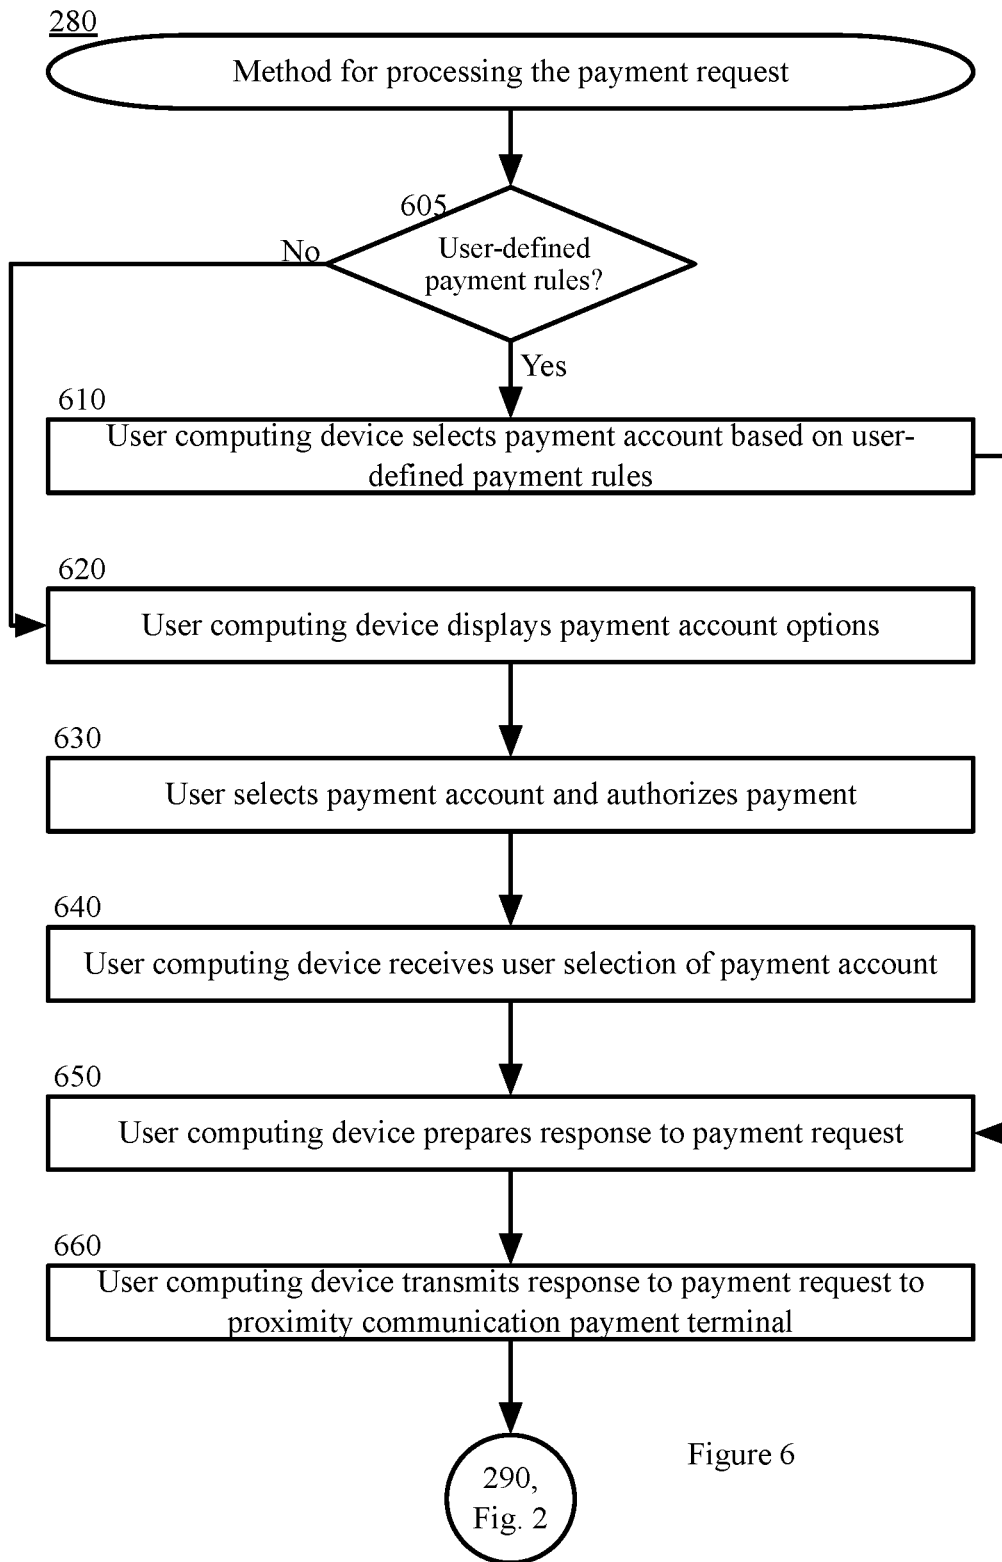 280
Method for processing the payment request
605
User-defined
payment rules?
No
Yes
610
User computing device selects payment account based on user-
defined payment rules
620
User computing device displays payment account options
630
User selects payment account and authorizes payment
640
User computing device receives user selection of payment account
650
User computing device prepares response to payment request
660
User computing device transmits response to payment request to
proximity communication payment terminal
290,
Fig. 2
Figure 6